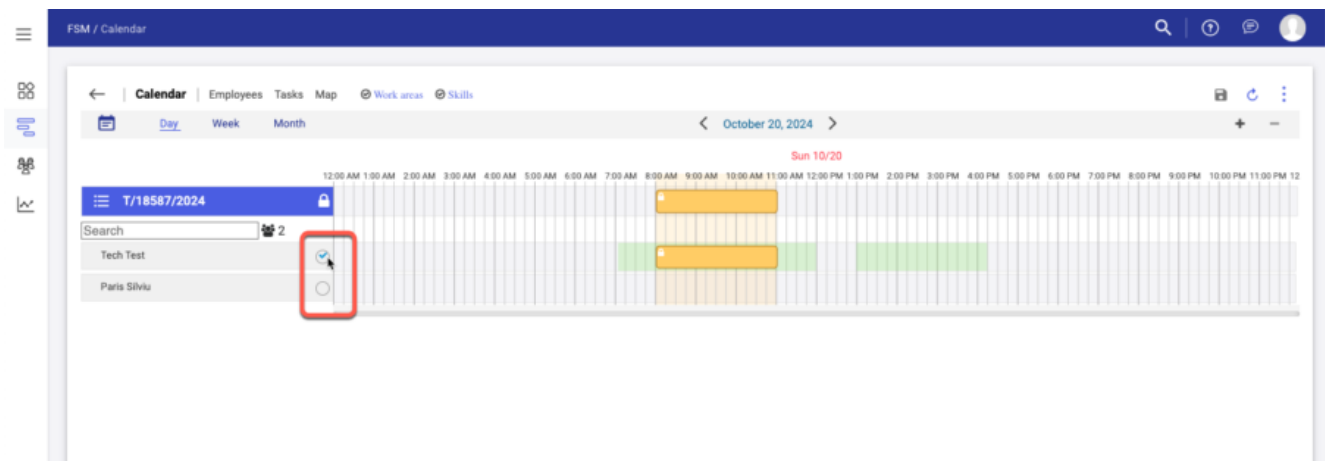 FSM / Calendar
Calendar Employees Tasks Map Work areas Skills
Day Week Month October 20, 2024 + −
Sun 10/20
12:00 AM 1:00 AM 2:00 AM 3:00 AM 4:00 AM 5:00 AM 6:00 AM 7:00 AM 8:00 AM 9:00 AM 10:00 AM 11:00 AM 12:00 PM 1:00 PM 2:00 PM 3:00 PM 4:00 PM 5:00 PM 6:00 PM 7:00 PM 8:00 PM 9:00 PM 10:00 PM 11:00 PM 12
T/18587/2024
Search 2
Tech Test
Paris Silviu